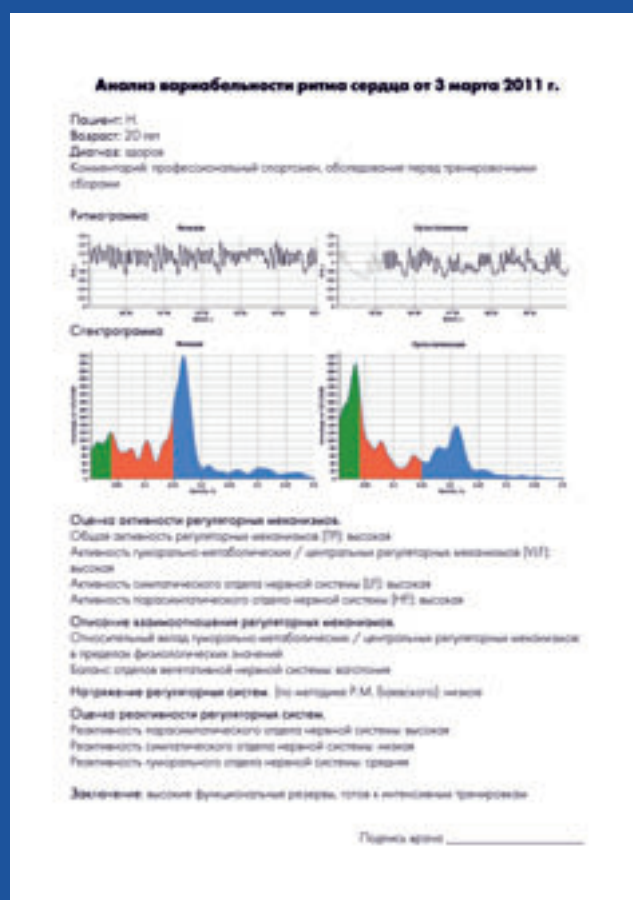 Анализ вариабельности ритма сердца от 3 марта 2011 г.
Пациент: Н.
Возраст: 20 лет
Диагноз: здоров
Комментарий: профессиональный спортсмен, обследование перед тренировочными
сборами
Ритмограмма
Фоновая
Ортостатическая
Спектрограмма
Фоновая
Ортостатическая
Оценка активности регуляторных механизмов.
Общая активность регуляторных механизмов (TP): высокая
Активность гуморально-метаболических / центральных регуляторных механизмов (VLF):
высокая
Активность симпатического отдела нервной системы (LF): высокая
Активность парасимпатического отдела нервной системы (HF): высокая
Описание взаимоотношения регуляторных механизмов.
Относительный вклад гуморально-метаболических / центральных регуляторных механизмов:
в пределах физиологических значений
Баланс отделов вегетативной нервной системы: ваготония
Напряжение регуляторных систем. (по методике Р.М. Баевского): низкое
Оценка реактивности регуляторных систем.
Реактивность парасимпатического отдела нервной системы: высокая
Реактивность симпатического отдела нервной системы: низкая
Реактивность гуморального отдела нервной системы: средняя
Заключение: высокие функциональные резервы, готов к интенсивным тренировкам
Подпись врача